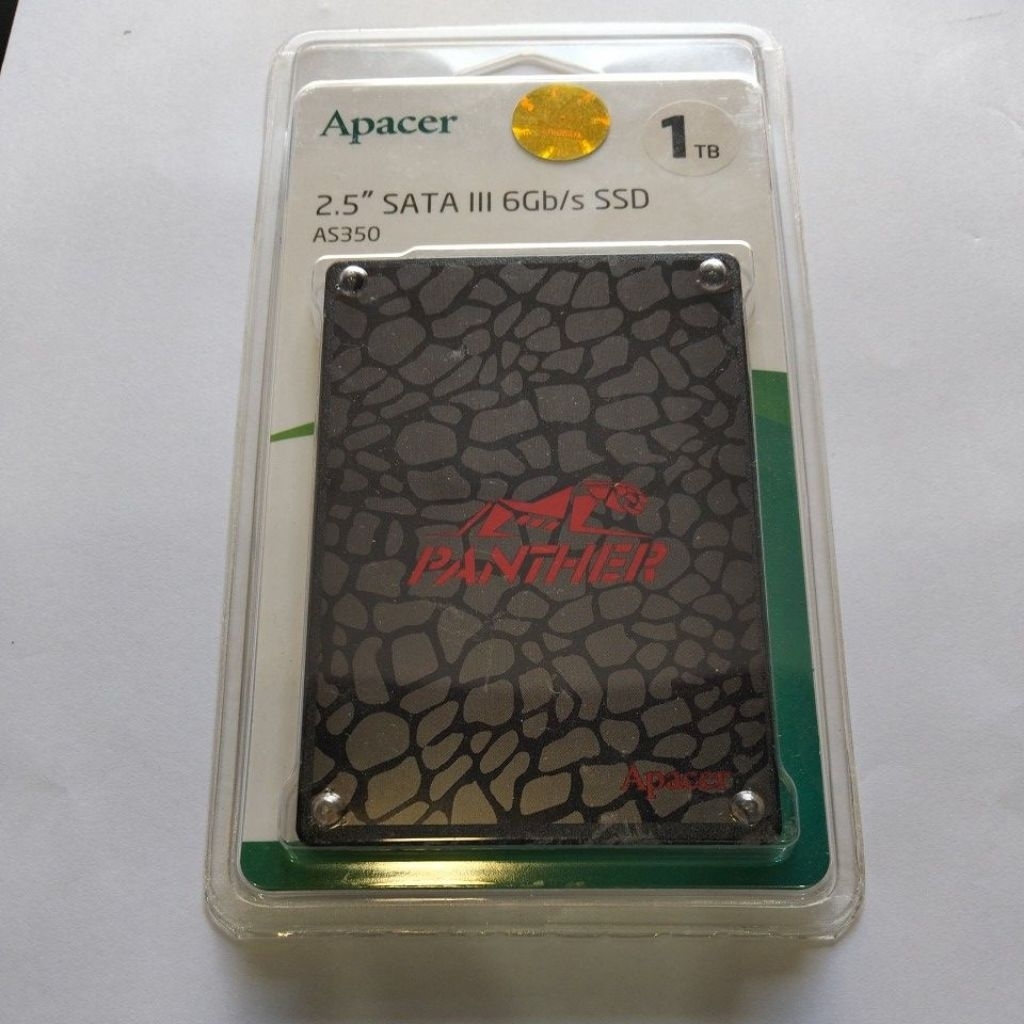 Apacer
1 TB
2.5" SATA III 6Gb/s SSD
AS350
PANTHER
Apacer